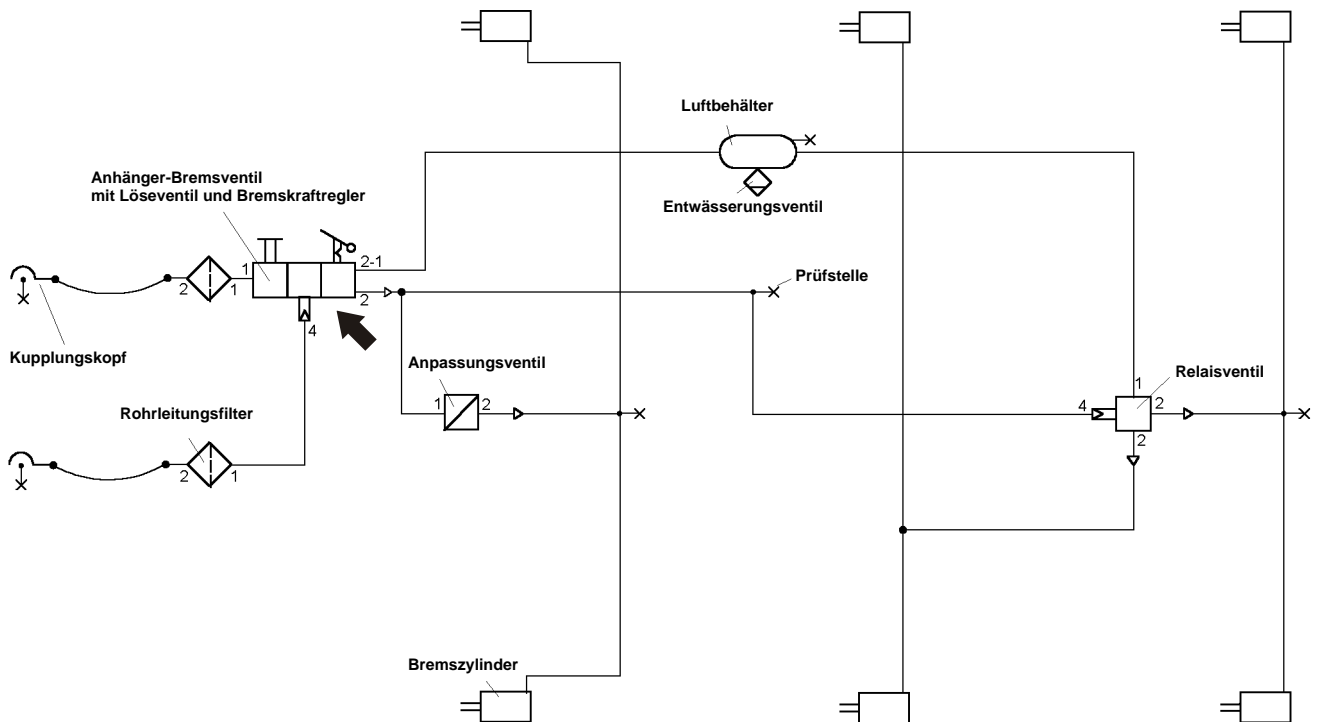 Luftbehälter
Anhänger-Bremsventil
mit Löseventil und Bremskraftregler
Entwässerungsventil
1
2-1
2
1
2
4
Prüfstelle
Kupplungskopf
Anpassungsventil
1
2
Relaisventil
1
4
2
2
Rohrleitungsfilter
2
1
Bremszylinder